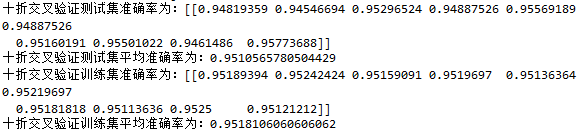 十折交叉验证测试集准确率为：[[0.94819359 0.94546694 0.95296524 0.94887526 0.95569189
0.94887526
0.95160191 0.95501022 0.9461486  0.95773688]]
十折交叉验证测试集平均准确率为：0.9510565780504429
十折交叉验证训练集准确率为：[[0.95189394 0.95242424 0.95159091 0.9519697  0.95136364
0.95219697
0.95181818 0.95113636 0.9525     0.95121212]]
十折交叉验证训练集平均准确率为：0.9518106060606062